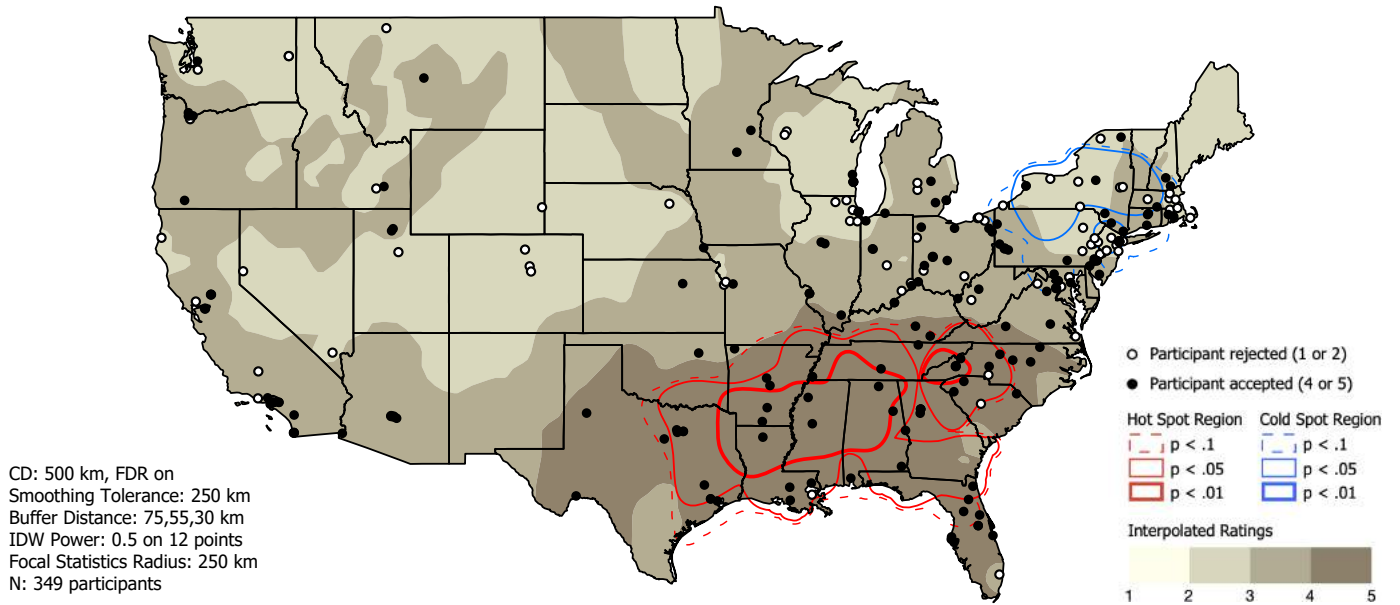 ○ Participant rejected (1 or 2)
● Participant accepted (4 or 5)
Hot Spot Region Cold Spot Region
p < .1 p < .1
p < .05 p < .05
p < .01 p < .01
Interpolated Ratings
1 2 3 4 5
CD: 500 km, FDR on
Smoothing Tolerance: 250 km
Buffer Distance: 75,55,30 km
IDW Power: 0.5 on 12 points
Focal Statistics Radius: 250 km
N: 349 participants